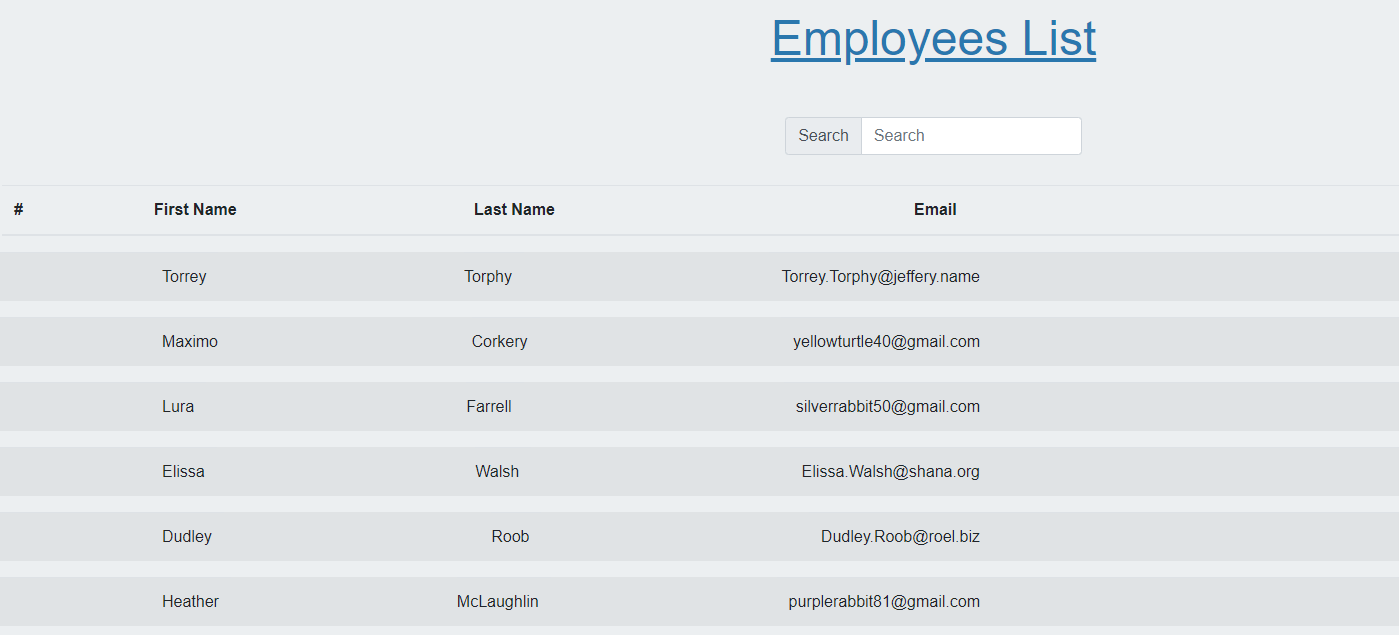 Employees List
Search Search
# First Name Last Name Email
Torrey Torphy Torrey.Torphy@jeffery.name
Maximo Corkery yellowturtle40@gmail.com
Lura Farrell silverrabbit50@gmail.com
Elissa Walsh Elissa.Walsh@shana.org
Dudley Roob Dudley.Roob@roel.biz
Heather McLaughlin purplerabbit81@gmail.com